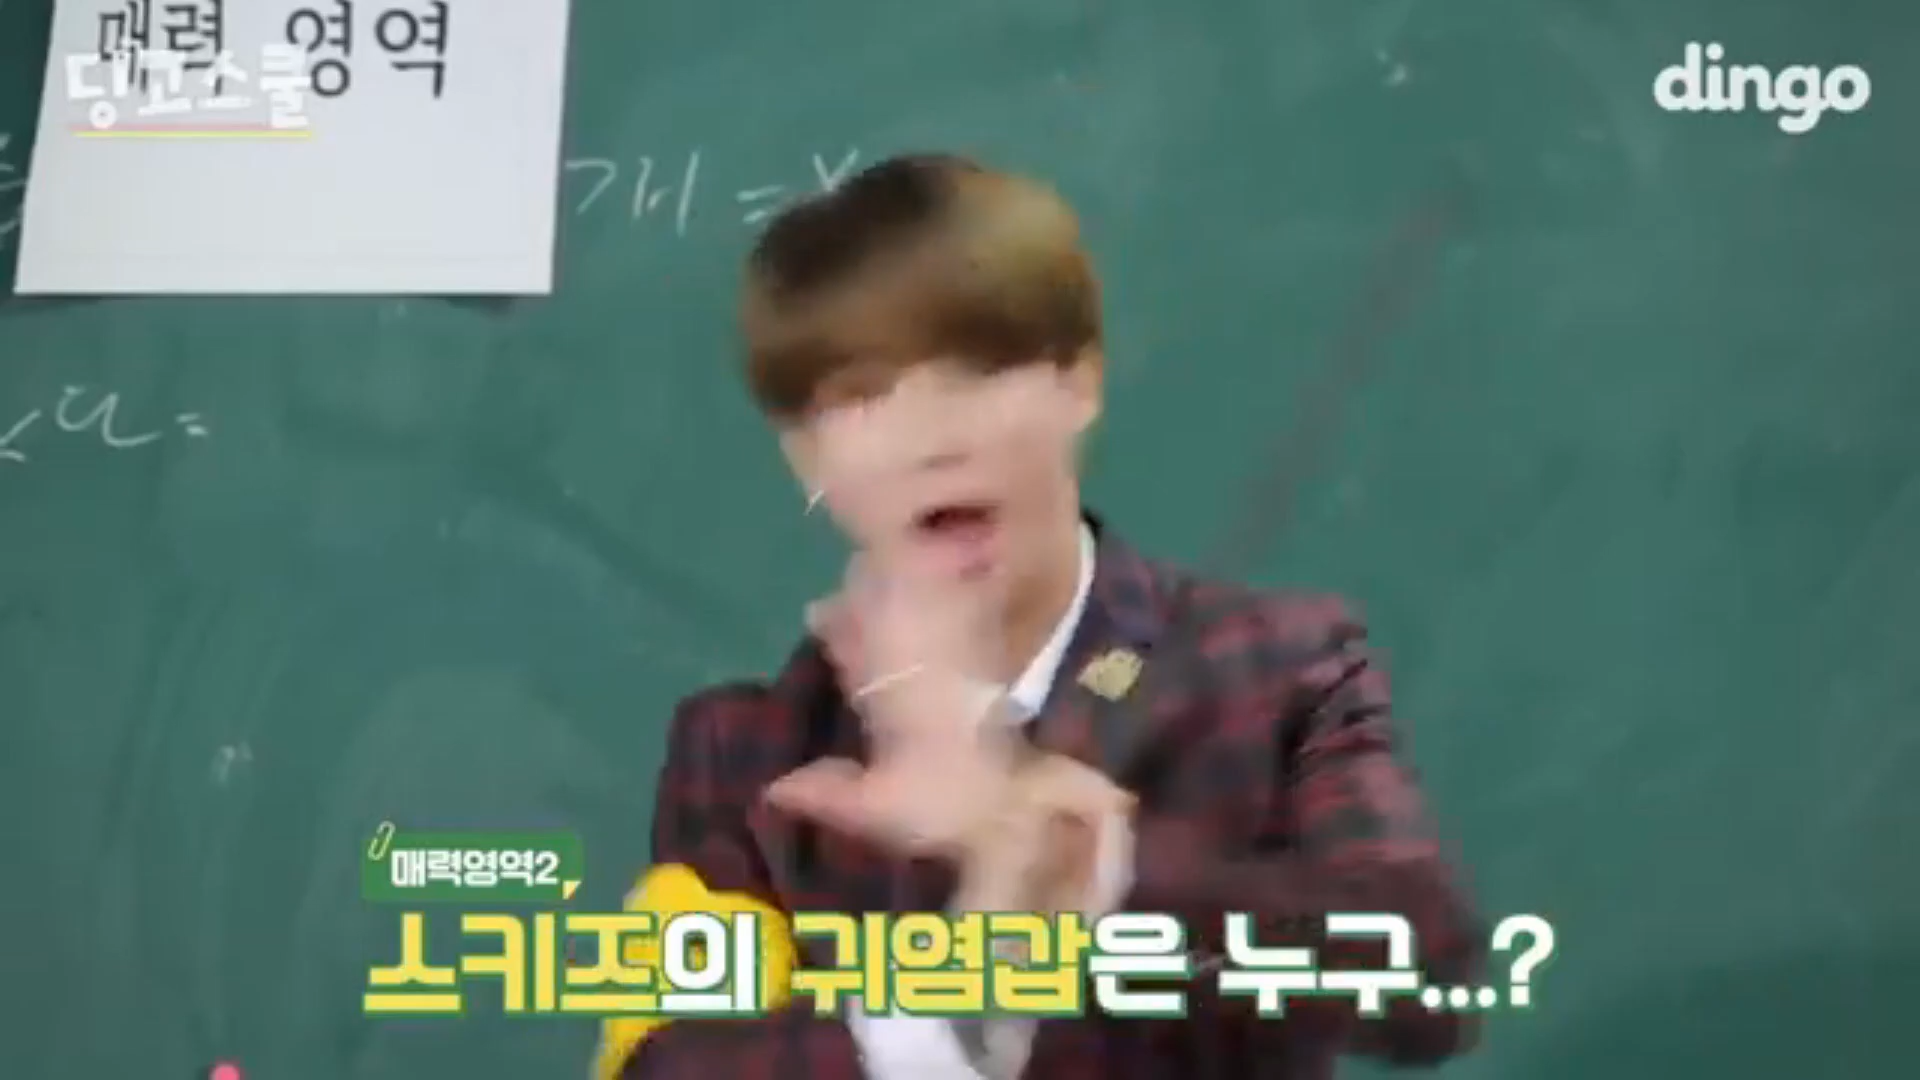 매력 영역
딩고스쿨
dingo
개 =
u =
매력영역2
스키즈의 귀염갑은 누구...?